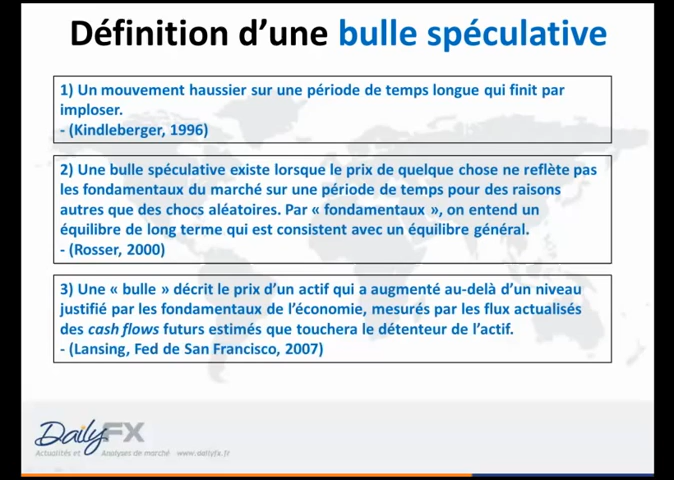 Définition d'une bulle spéculative
1) Un mouvement haussier sur une période de temps longue qui finit par
imploser.
- (Kindleberger, 1996)
2) Une bulle spéculative existe lorsque le prix de quelque chose ne reflète pas
les fondamentaux du marché sur une période de temps pour des raisons
autres que des chocs aléatoires. Par « fondamentaux », on entend un
équilibre de long terme qui est consistent avec un équilibre général.
- (Rosser, 2000)
3) Une « bulle » décrit le prix d'un actif qui a augmenté au-delà d'un niveau
justifié par les fondamentaux de l'économie, mesurés par les flux actualisés
des cash flows futurs estimés que touchera le détenteur de l'actif.
- (Lansing, Fed de San Francisco, 2007)
DailyFX
Actualités et Analyses de marché www.dailyfx.fr